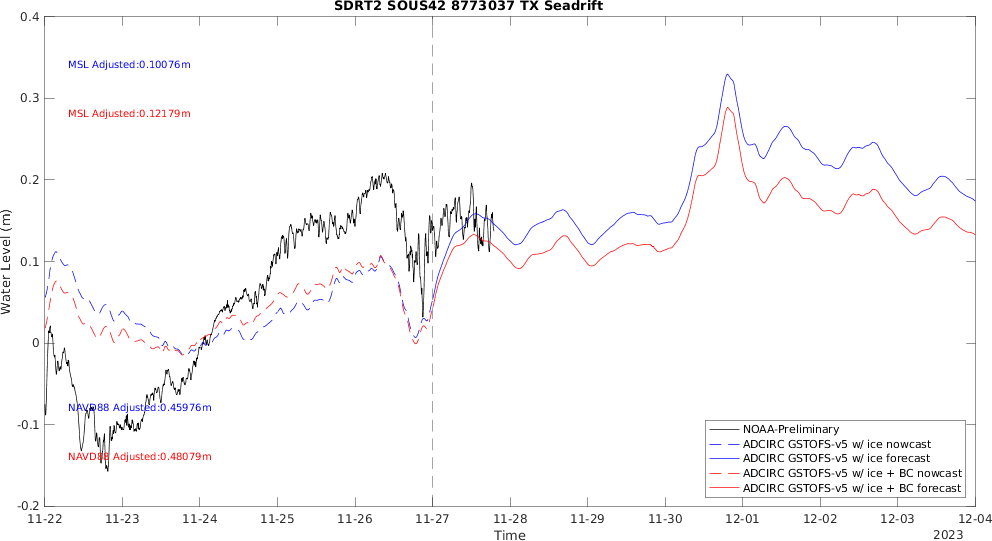 SDRT2 SOUS42 8773037 TX Seadrift
0.4
0.3
0.2
0.1
0
-0.1
-0.2
Water Level (m)
MSL Adjusted:0.10076m
MSL Adjusted:0.12179m
NAVD88 Adjusted:0.45976m
NAVD88 Adjusted:0.48079m
NOAA-Preliminary
ADCIRC GSTOFS-v5 w/ ice nowcast
ADCIRC GSTOFS-v5 w/ ice forecast
ADCIRC GSTOFS-v5 w/ ice + BC nowcast
ADCIRC GSTOFS-v5 w/ ice + BC forecast
11-22 11-23 11-24 11-25 11-26 11-27 11-28 11-29 11-30 12-01 12-02 12-03 12-04
Time
2023